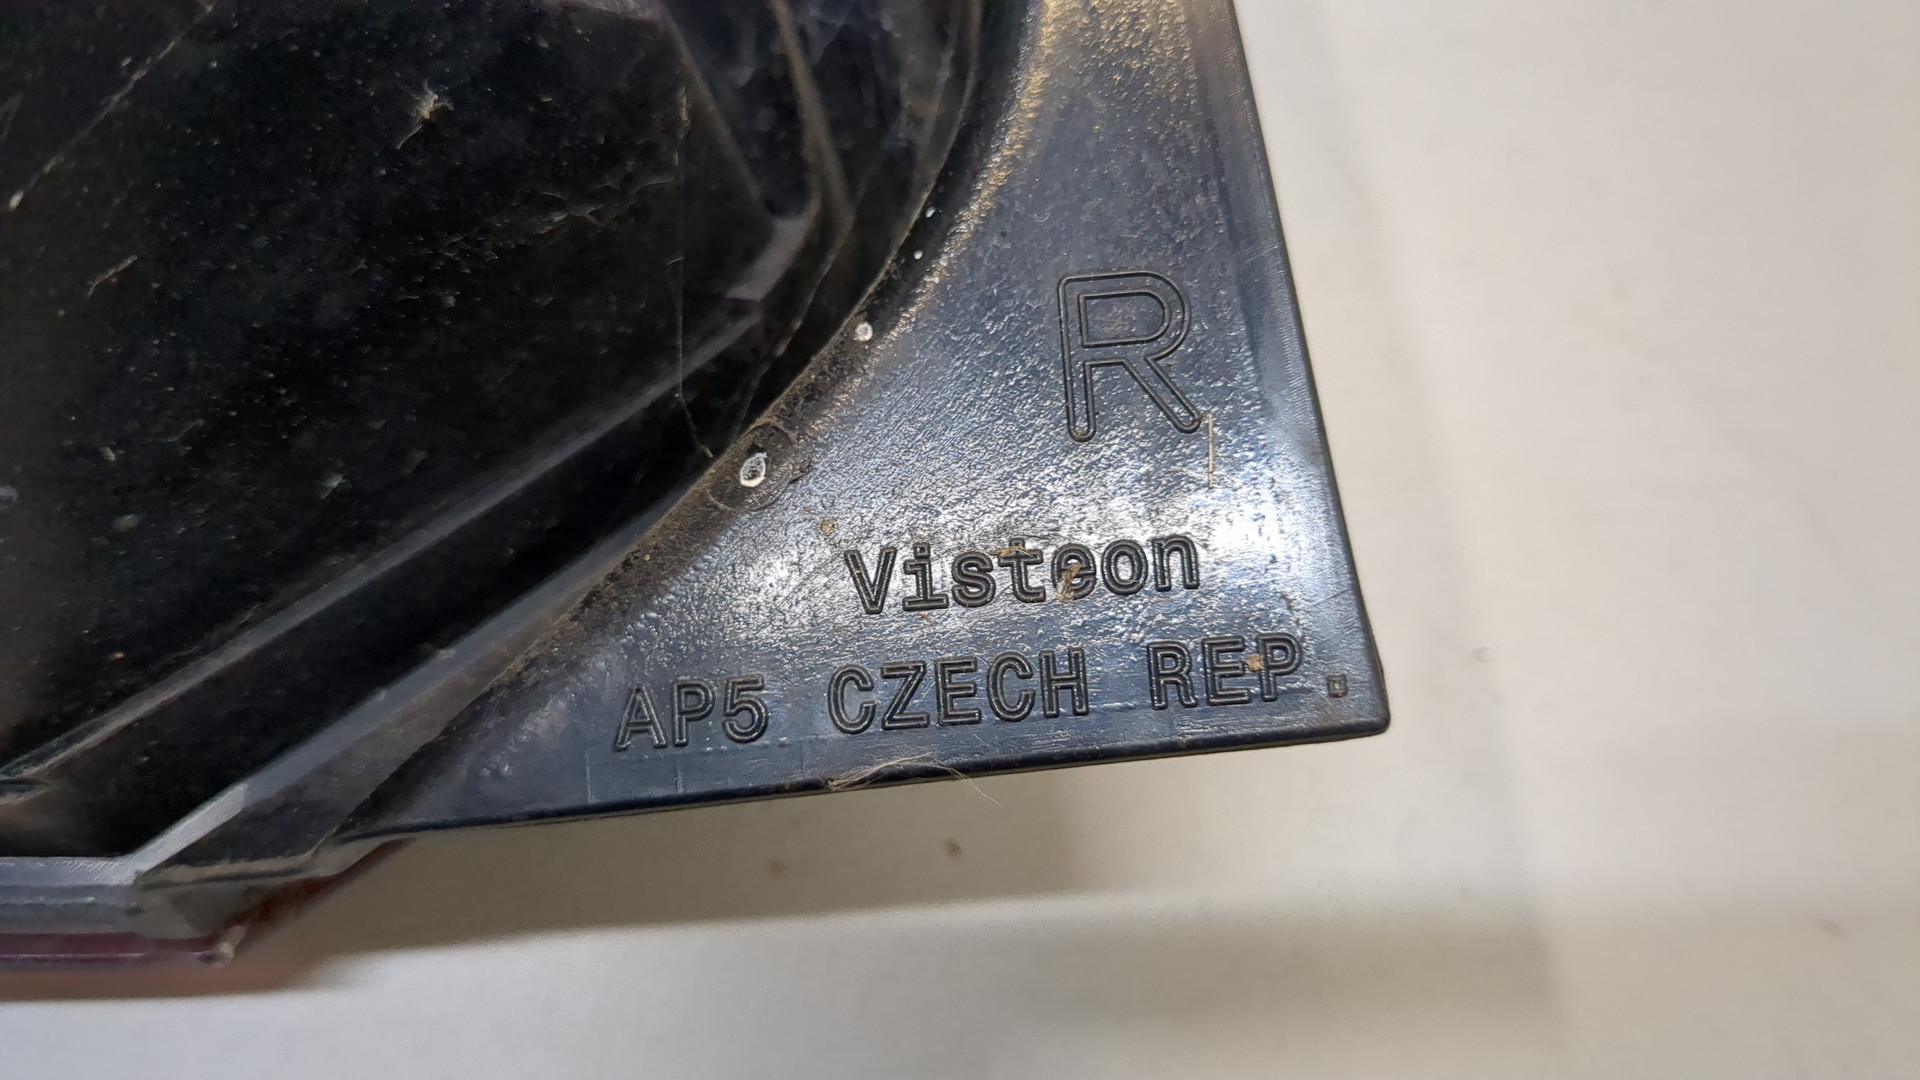 R
Visteon
AP5 CZECH REP.